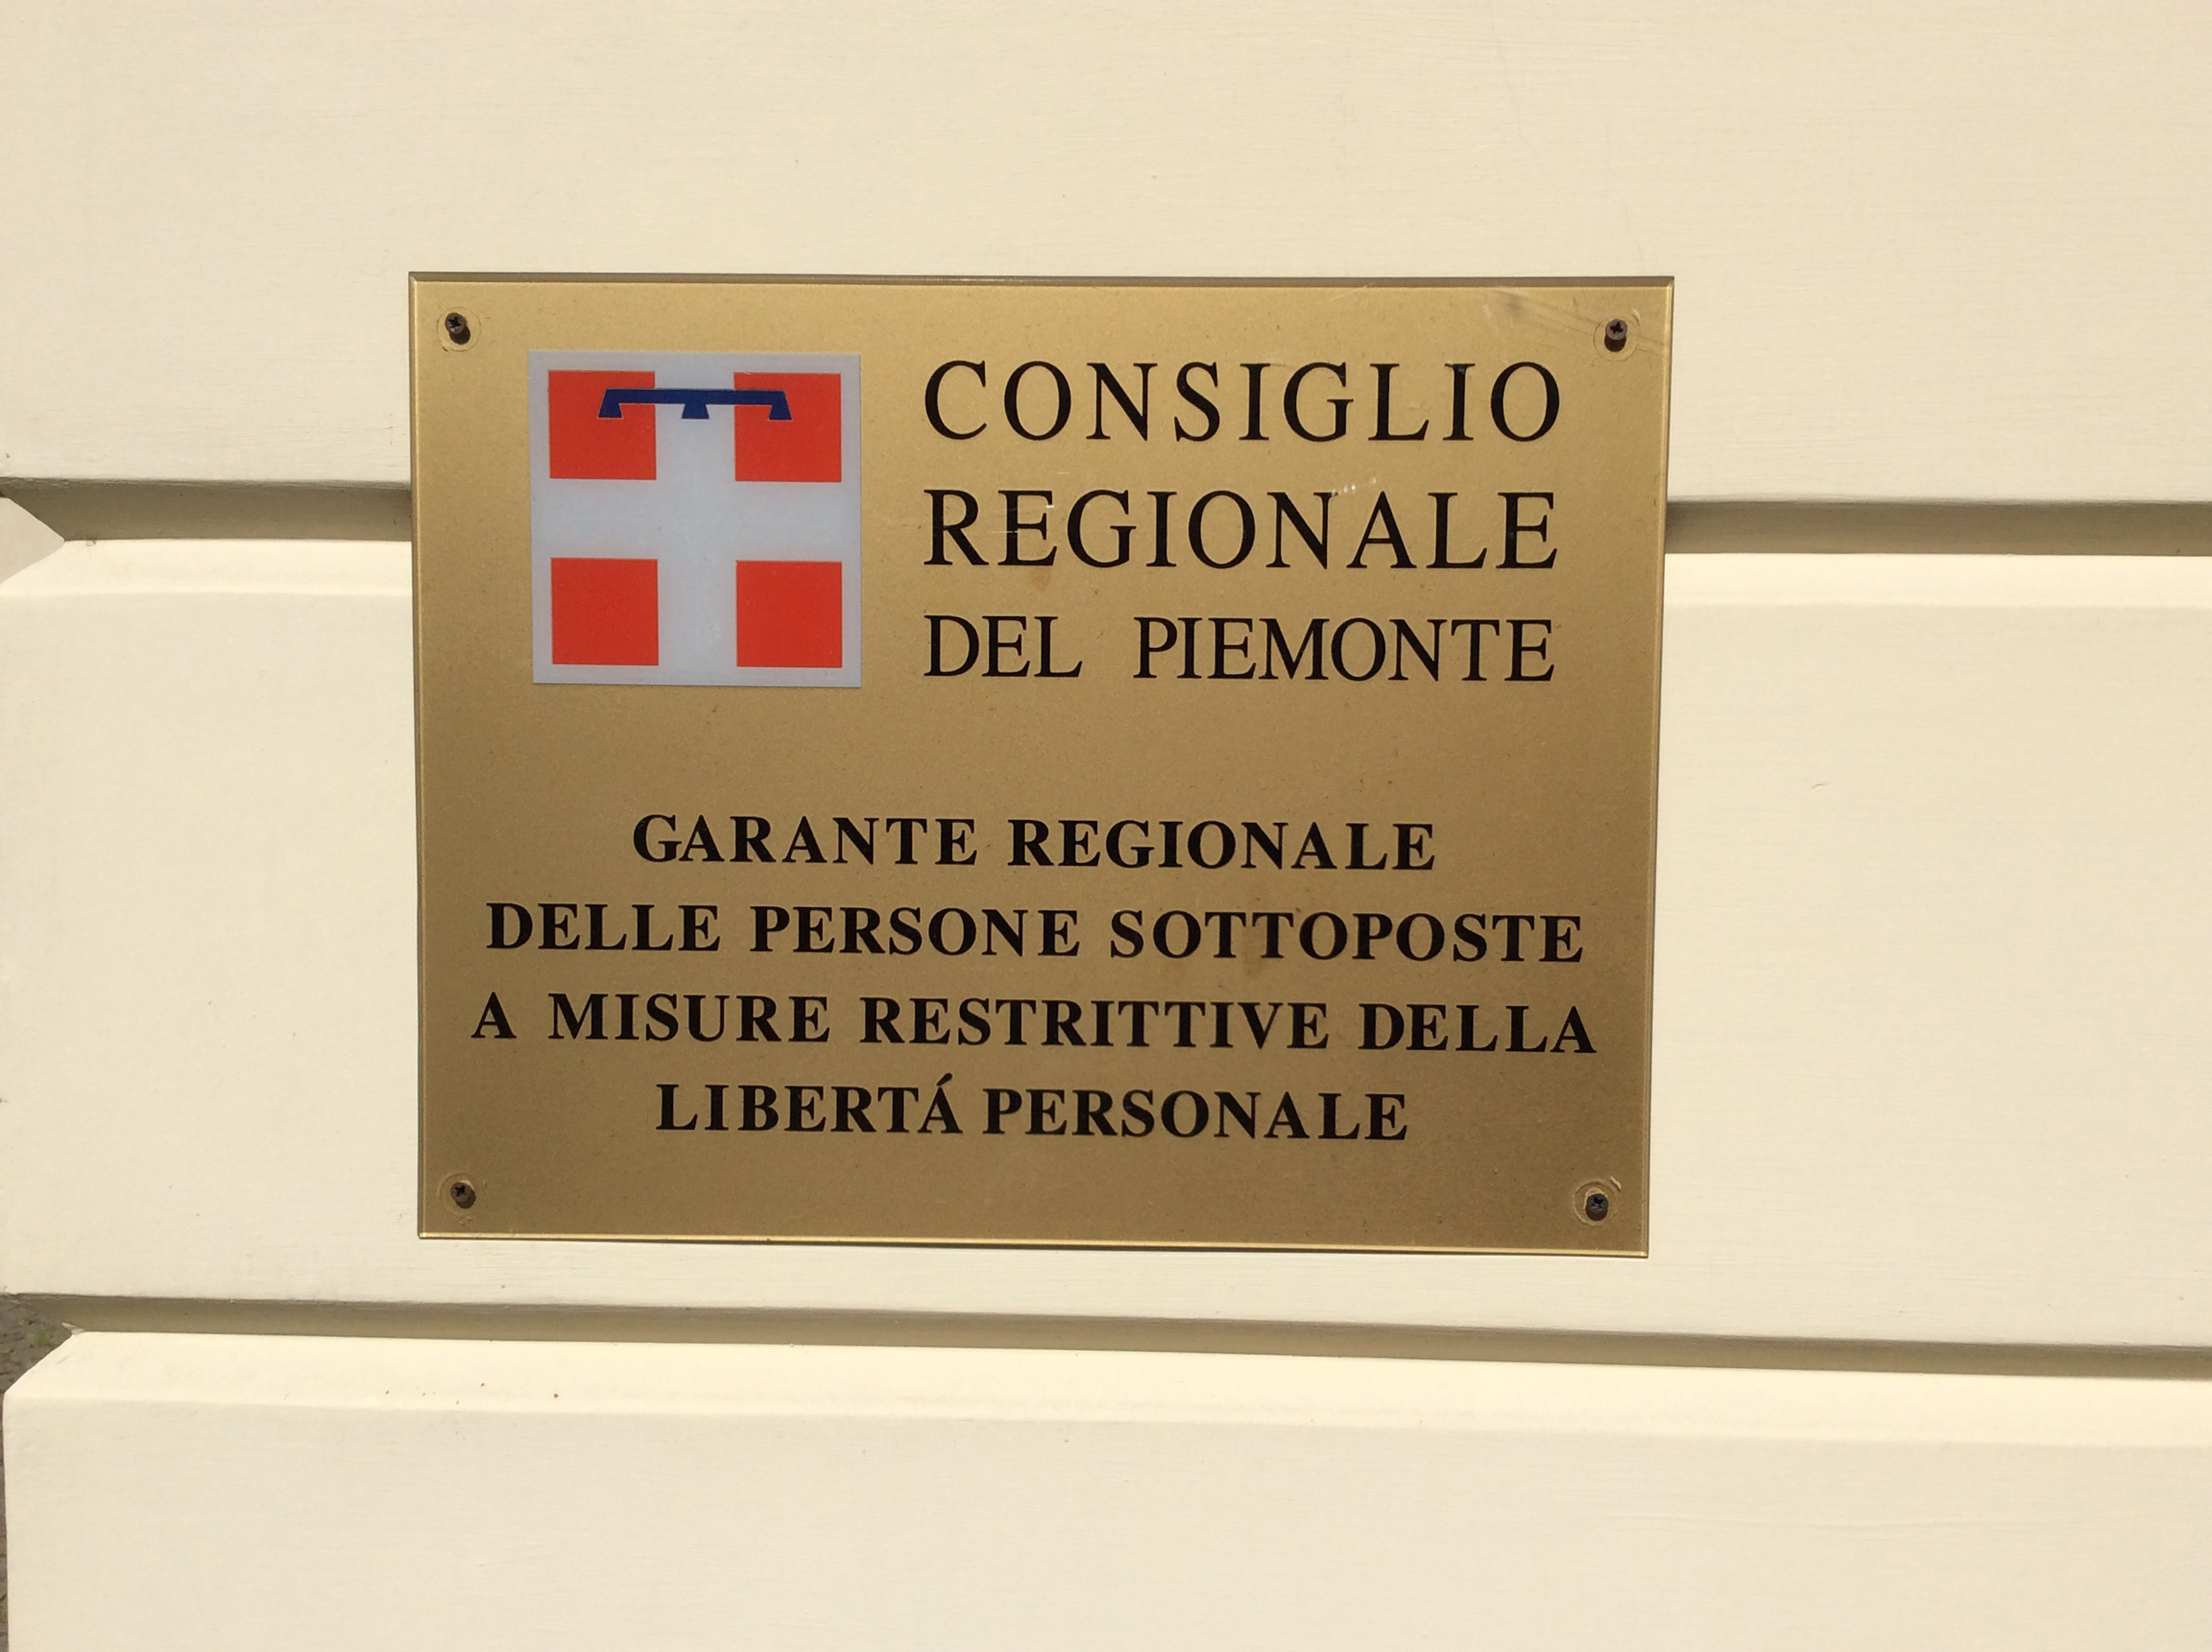 CONSIGLIO
REGIONALE
DEL PIEMONTE
GARANTE REGIONALE
DELLE PERSONE SOTTOPOSTE
A MISURE RESTRITTIVE DELLA
LIBERTÁ PERSONALE